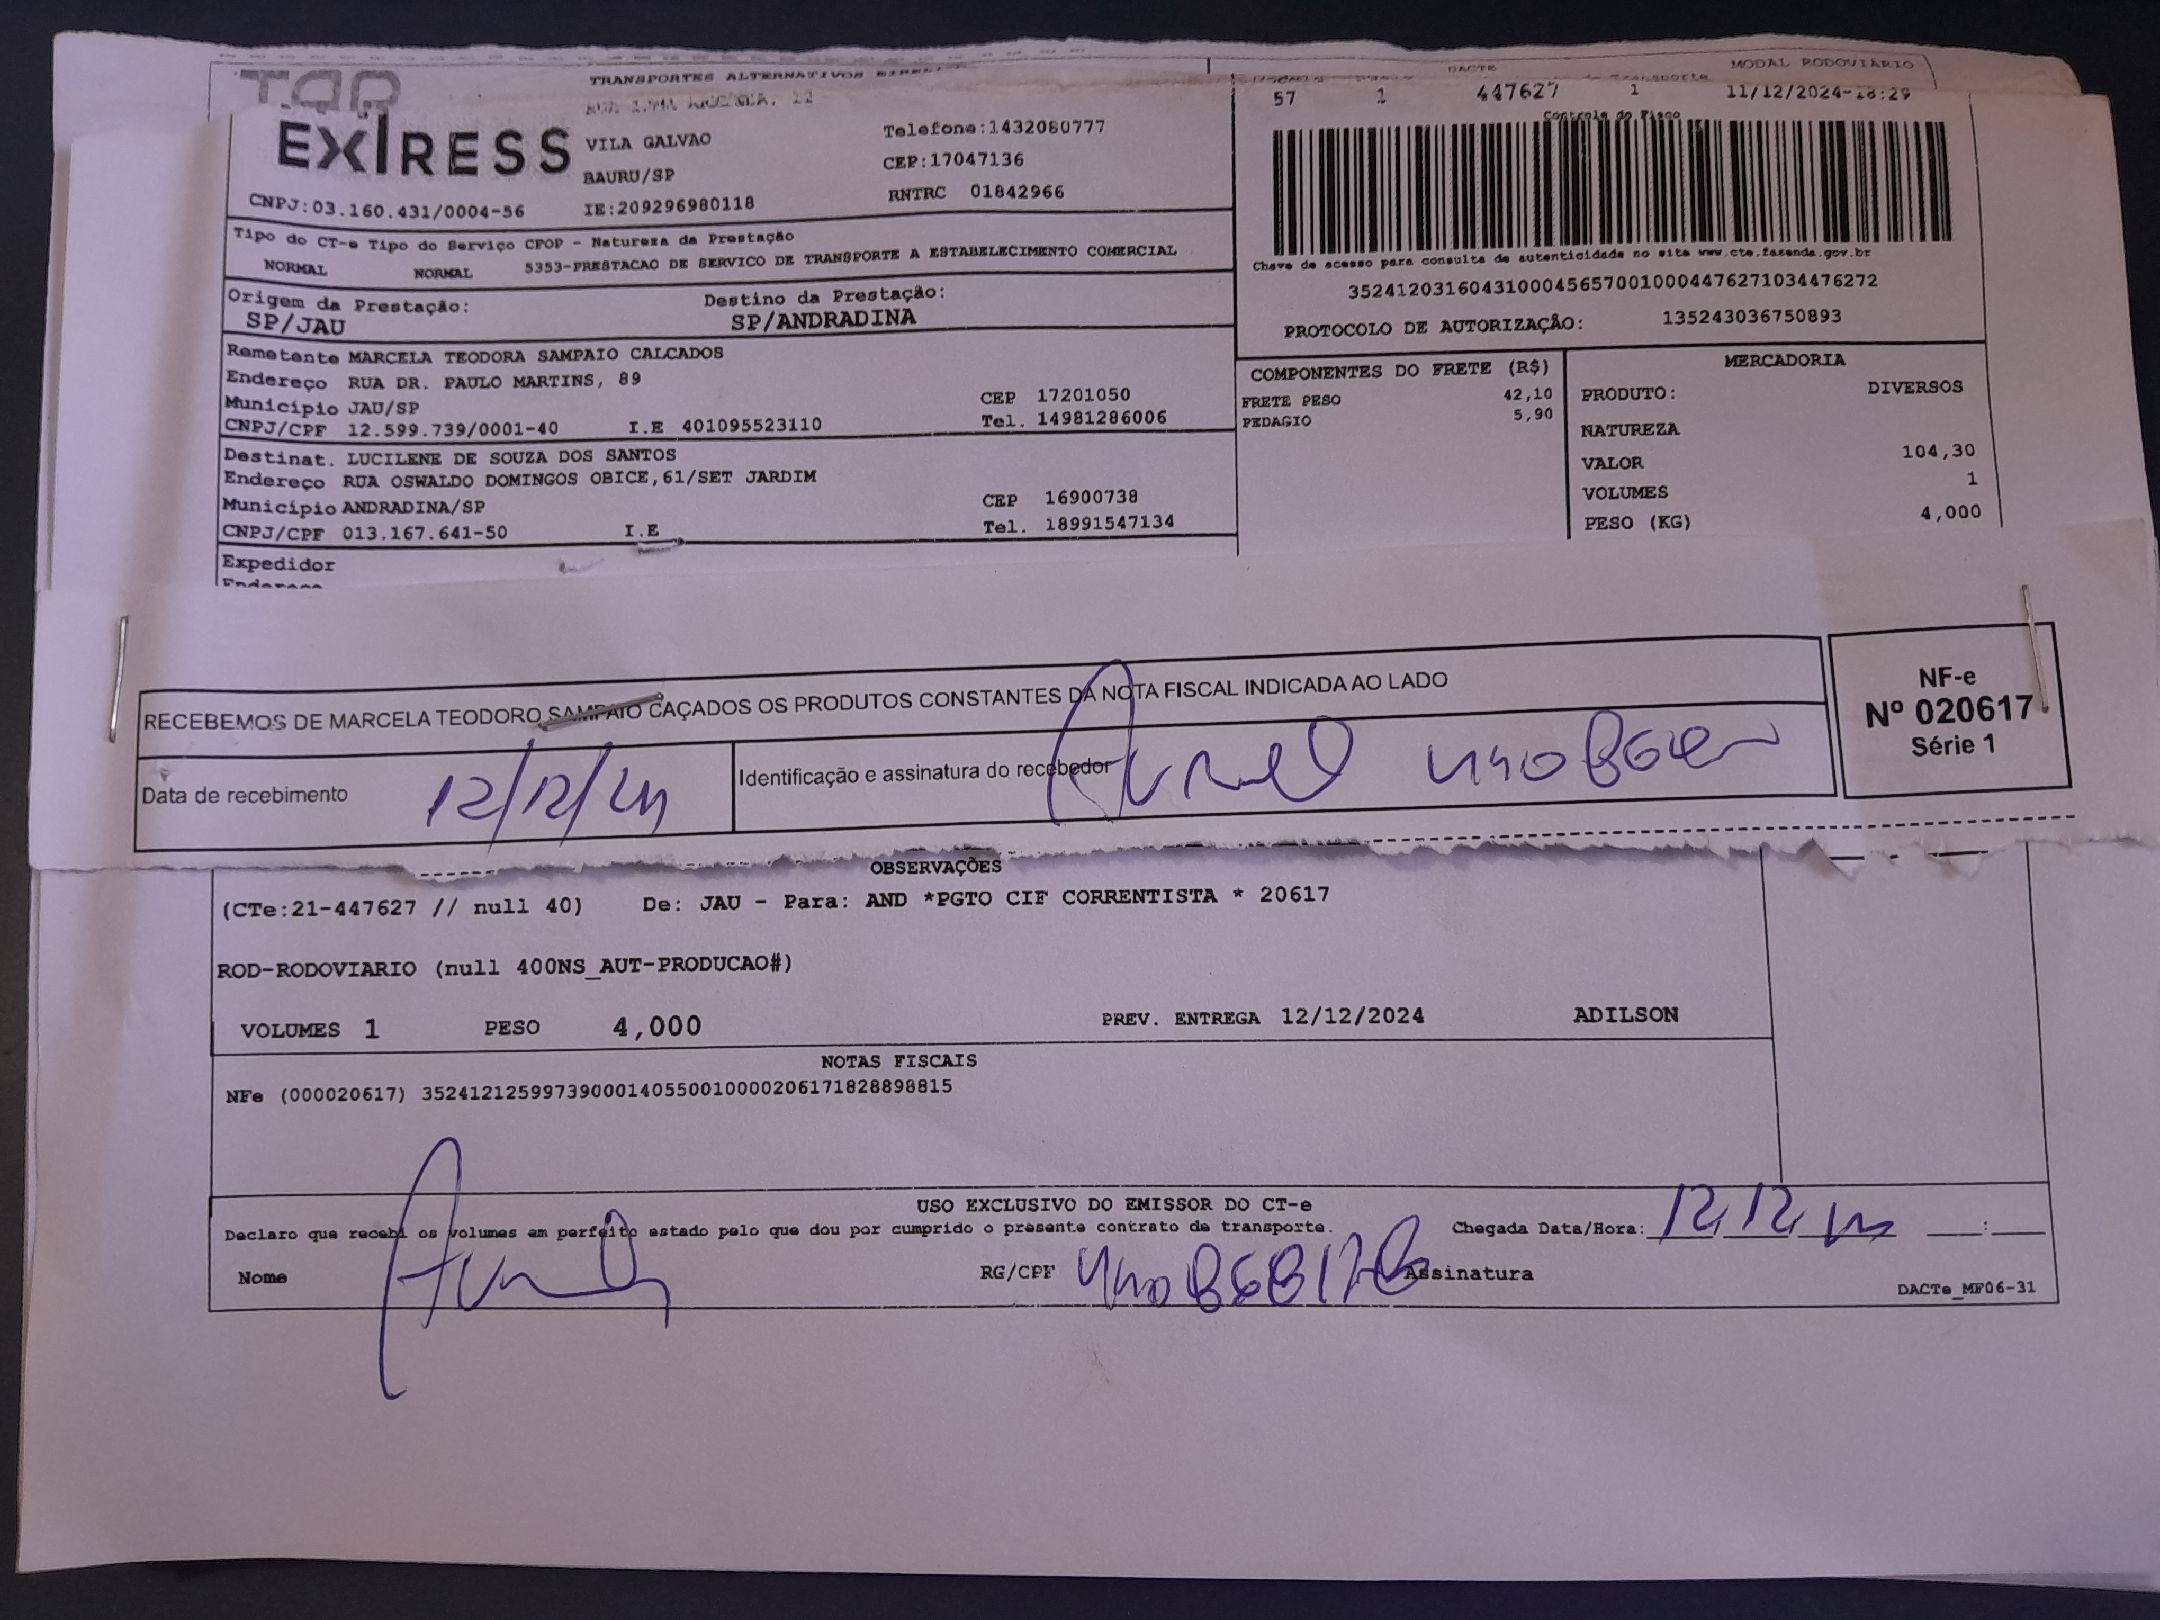 TRANSPORTES ALTERNATIVOS EIRELI
DACTE
MODAL RODOVIÁRIO
TOP
EXPRESS
57 1 447627 1 11/12/2024-18:29
Controle do Fisco
VILA GALVAO Telefone:1432080777
BAURU/SP CEP:17047136
CNPJ:03.160.431/0004-56 IE:209296980118 RNTRC 01842966
Tipo do CT-e Tipo do Serviço CFOP - Natureza da Prestação
NORMAL NORMAL 5353-PRESTACAO DE SERVICO DE TRANSPORTE A ESTABELECIMENTO COMERCIAL
Chave de acesso para consulta de autenticidade no site www.cte.fazenda.gov.br
35241203160431000456570010004476271034476272
PROTOCOLO DE AUTORIZAÇÃO: 135243036750893
Origem da Prestação: Destino da Prestação:
SP/JAU SP/ANDRADINA
Remetente MARCELA TEODORA SAMPAIO CALCADOS
Endereço RUA DR. PAULO MARTINS, 89
Município JAU/SP CEP 17201050
CNPJ/CPF 12.599.739/0001-40 I.E 401095523110 Tel. 14981286006
Destinat. LUCILENE DE SOUZA DOS SANTOS
Endereço RUA OSWALDO DOMINGOS OBICE,61/SET JARDIM
Município ANDRADINA/SP CEP 16900738
CNPJ/CPF 013.167.641-50 I.E Tel. 18991547134
Expedidor
Endereço
COMPONENTES DO FRETE (R$)
FRETE PESO 42,10
PEDAGIO 5,90
MERCADORIA
PRODUTO: DIVERSOS
NATUREZA
VALOR 104,30
VOLUMES 1
PESO (KG) 4,000
RECEBEMOS DE MARCELA TEODORO SAMPAIO CAÇADOS OS PRODUTOS CONSTANTES DA NOTA FISCAL INDICADA AO LADO
Data de recebimento 12/12/24 Identificação e assinatura do recebedor
NF-e
Nº 020617
Série 1
OBSERVAÇÕES
(CTe:21-447627 // null 40) De: JAU - Para: AND *PGTO CIF CORRENTISTA * 20617
ROD-RODOVIARIO (null 400NS_AUT-PRODUCAO#)
VOLUMES 1 PESO 4,000 PREV. ENTREGA 12/12/2024 ADILSON
NOTAS FISCAIS
NFe (000020617) 35241212599739000140550010000206171828898815
USO EXCLUSIVO DO EMISSOR DO CT-e
Declaro que recebi os volumes em perfeito estado pelo que dou por cumprido o presente contrato de transporte. Chegada Data/Hora: 12 12 24 __:__
Nome RG/CPF Assinatura
DACTe_MF06-31